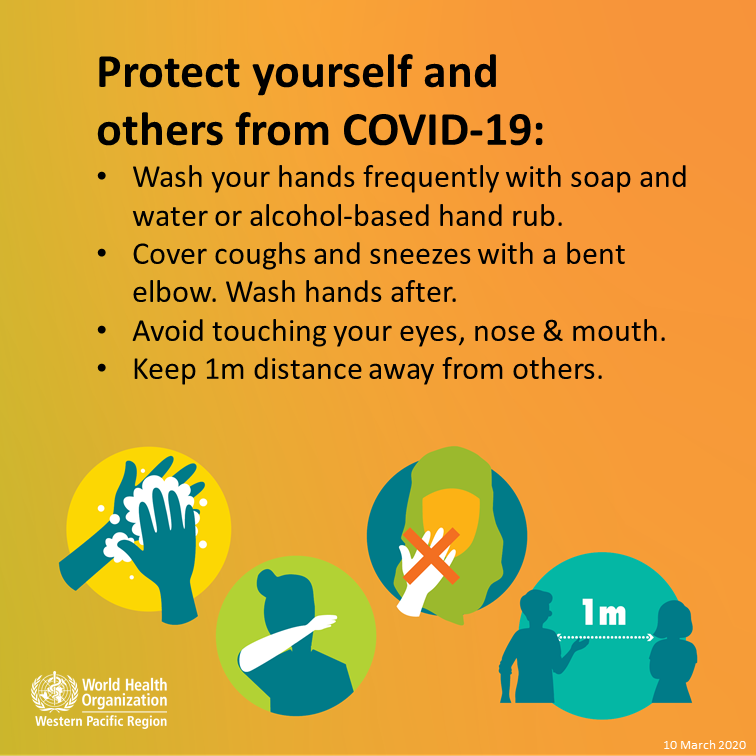 Protect yourself and
others from COVID-19:
• Wash your hands frequently with soap and
water or alcohol-based hand rub.
• Cover coughs and sneezes with a bent
elbow. Wash hands after.
• Avoid touching your eyes, nose & mouth.
• Keep 1m distance away from others.
1m
World Health
Organization
Western Pacific Region
10 March 2020